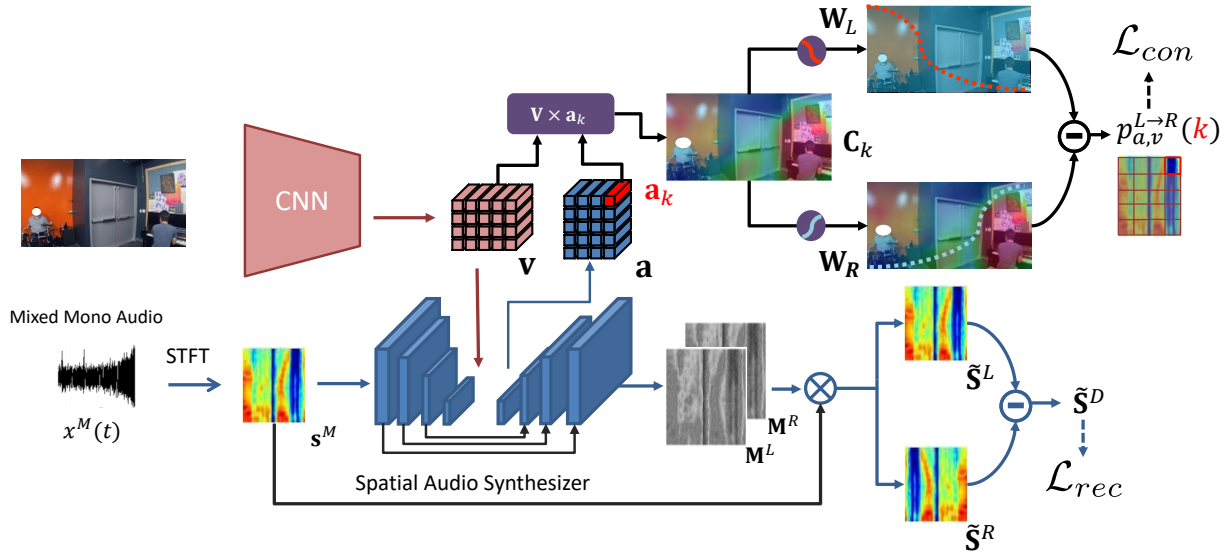 W_L
L_con
V × a_k
p_{a,v}^{L→R}(k)
C_k
CNN
a_k
v
a
W_R
Mixed Mono Audio
STFT
x^M(t)
s^M
M^R
M^L
S̃^L
S̃^D
Spatial Audio Synthesizer
L_rec
S̃^R